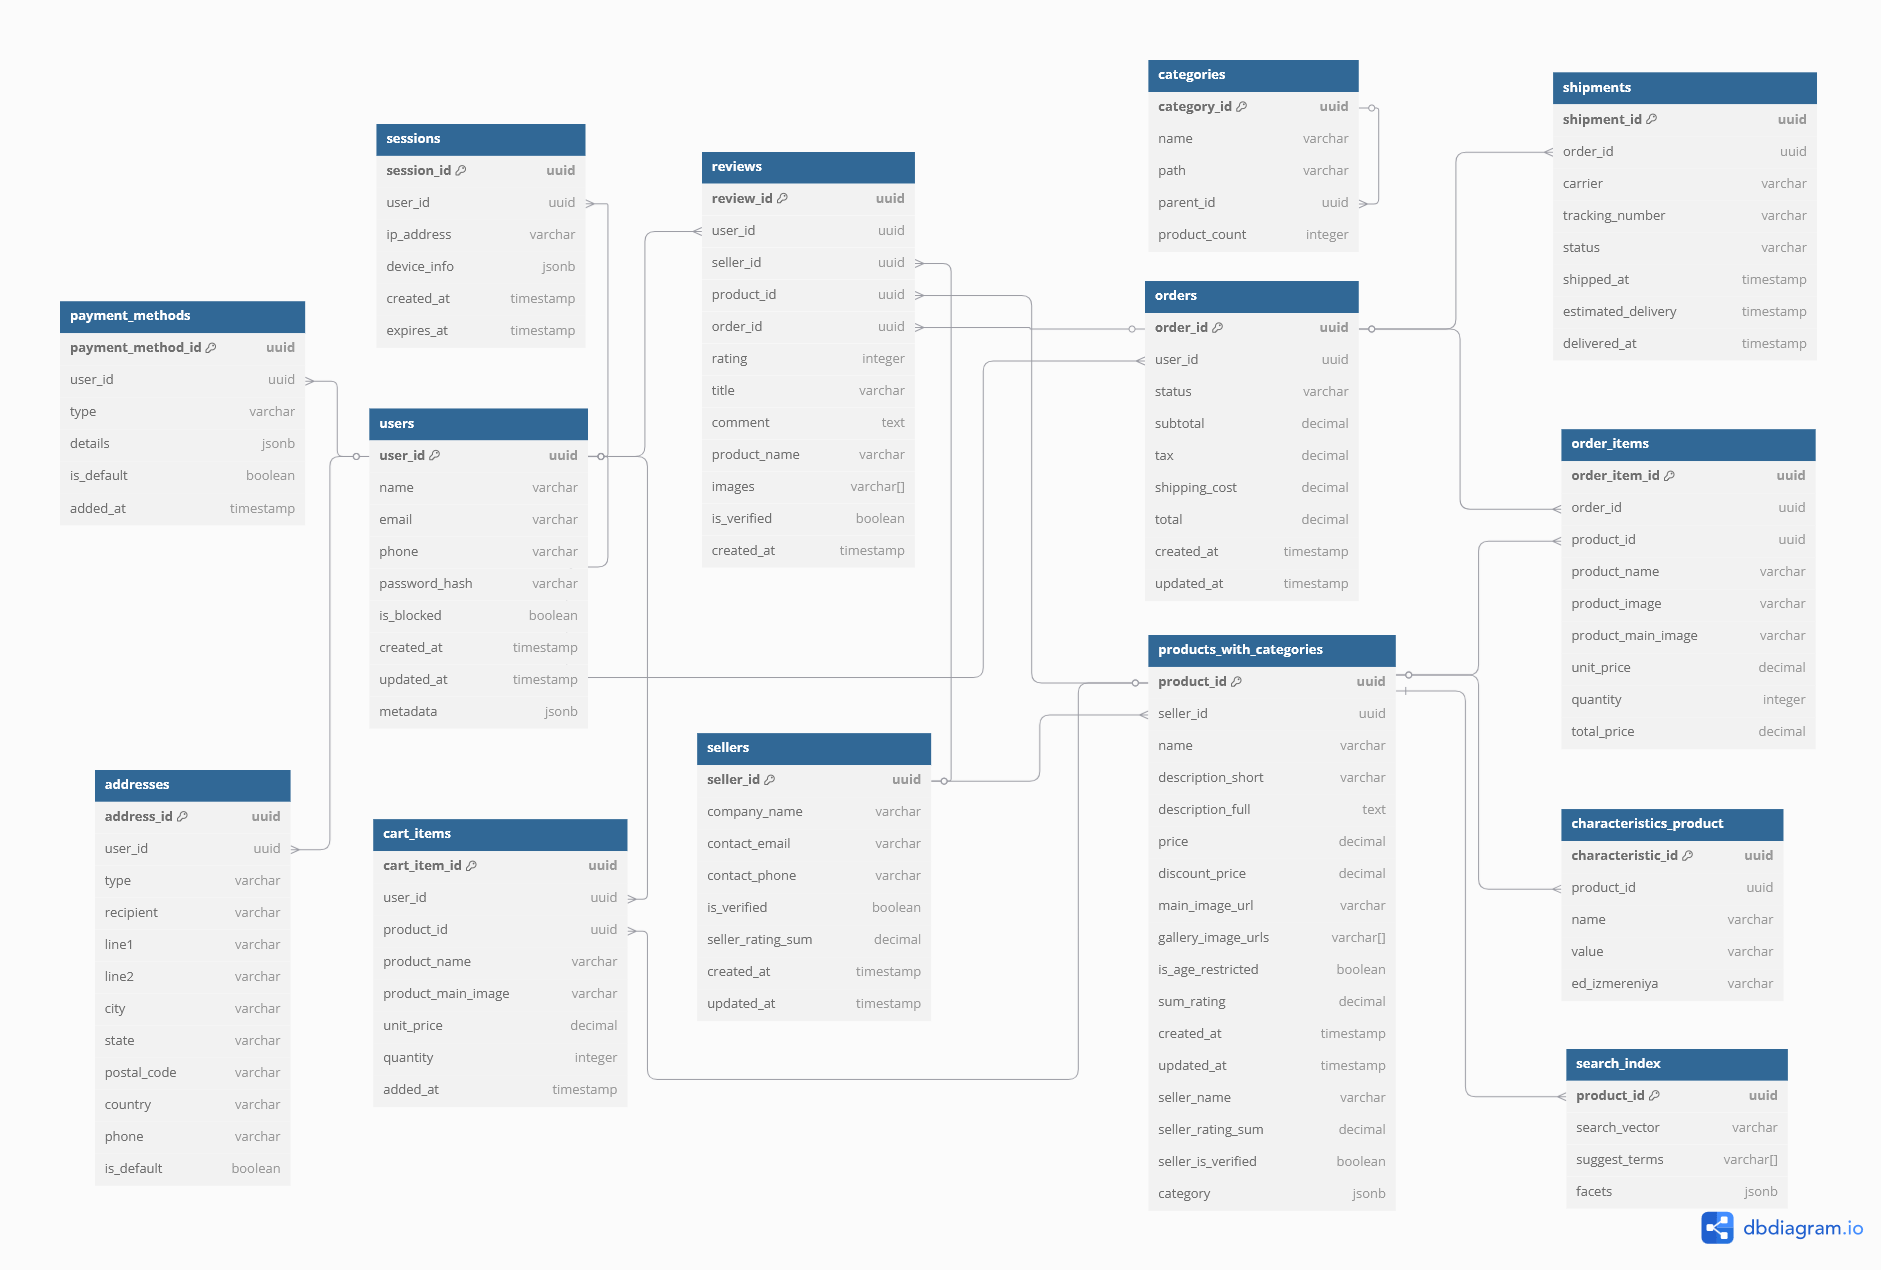 categories
category_id uuid
name varchar
path varchar
parent_id uuid
product_count integer
shipments
shipment_id uuid
order_id uuid
carrier varchar
tracking_number varchar
status varchar
shipped_at timestamp
estimated_delivery timestamp
delivered_at timestamp
sessions
session_id uuid
user_id uuid
ip_address varchar
device_info jsonb
created_at timestamp
expires_at timestamp
reviews
review_id uuid
user_id uuid
seller_id uuid
product_id uuid
order_id uuid
rating integer
title varchar
comment text
product_name varchar
images varchar[]
is_verified boolean
created_at timestamp
orders
order_id uuid
user_id uuid
status varchar
subtotal decimal
tax decimal
shipping_cost decimal
total decimal
created_at timestamp
updated_at timestamp
payment_methods
payment_method_id uuid
user_id uuid
type varchar
details jsonb
is_default boolean
added_at timestamp
users
user_id uuid
name varchar
email varchar
phone varchar
password_hash varchar
is_blocked boolean
created_at timestamp
updated_at timestamp
metadata jsonb
order_items
order_item_id uuid
order_id uuid
product_id uuid
product_name varchar
product_image varchar
product_main_image varchar
unit_price decimal
quantity integer
total_price decimal
products_with_categories
product_id uuid
seller_id uuid
name varchar
description_short varchar
description_full text
price decimal
discount_price decimal
main_image_url varchar
gallery_image_urls varchar[]
is_age_restricted boolean
sum_rating decimal
created_at timestamp
updated_at timestamp
seller_name varchar
seller_rating_sum decimal
seller_is_verified boolean
category jsonb
sellers
seller_id uuid
company_name varchar
contact_email varchar
contact_phone varchar
is_verified boolean
seller_rating_sum decimal
created_at timestamp
updated_at timestamp
addresses
address_id uuid
user_id uuid
type varchar
recipient varchar
line1 varchar
line2 varchar
city varchar
state varchar
postal_code varchar
country varchar
phone varchar
is_default boolean
cart_items
cart_item_id uuid
user_id uuid
product_id uuid
product_name varchar
product_main_image varchar
unit_price decimal
quantity integer
added_at timestamp
characteristics_product
characteristic_id uuid
product_id uuid
name varchar
value varchar
ed_izmereniya varchar
search_index
product_id uuid
search_vector varchar
suggest_terms varchar[]
facets jsonb
dbdiagram.io